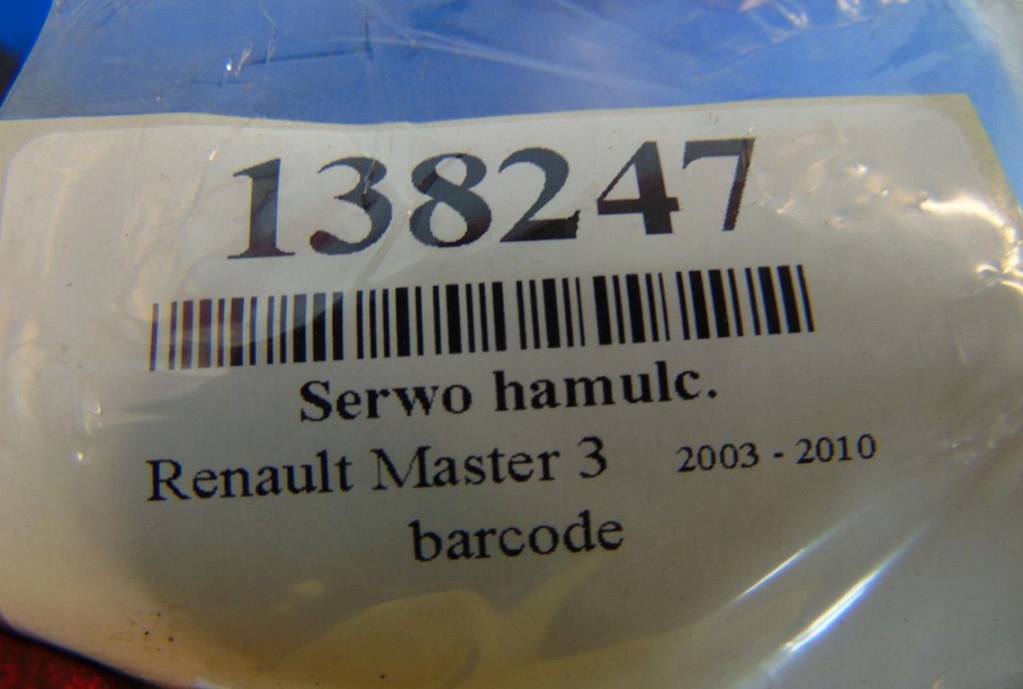 138247
Serwo hamulc.
Renault Master 3 2003 - 2010
barcode